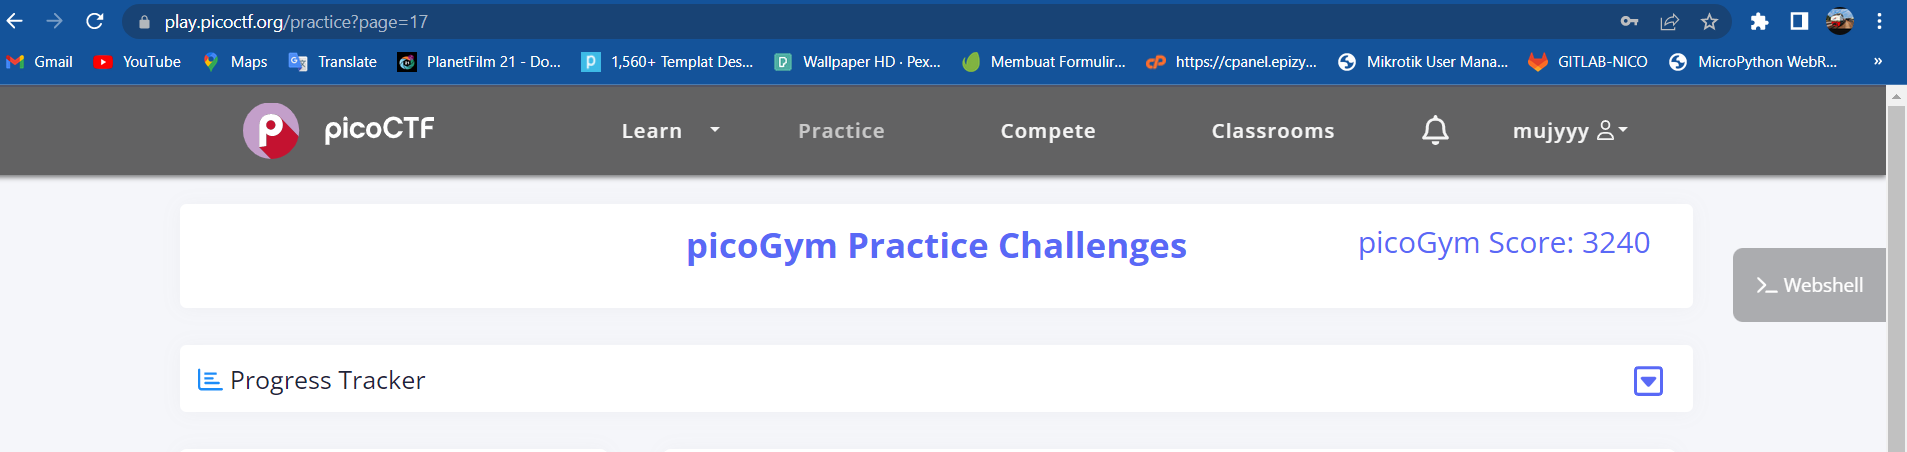 play.picoctf.org/practice?page=17
Gmail YouTube Maps Translate PlanetFilm 21 - Do... 1,560+ Templat Des... Wallpaper HD · Pex... Membuat Formulir... https://cpanel.epizy... Mikrotik User Mana... GITLAB-NICO MicroPython WebR... »
picoCTF Learn Practice Compete Classrooms mujyyy
picoGym Practice Challenges picoGym Score: 3240
Webshell
Progress Tracker